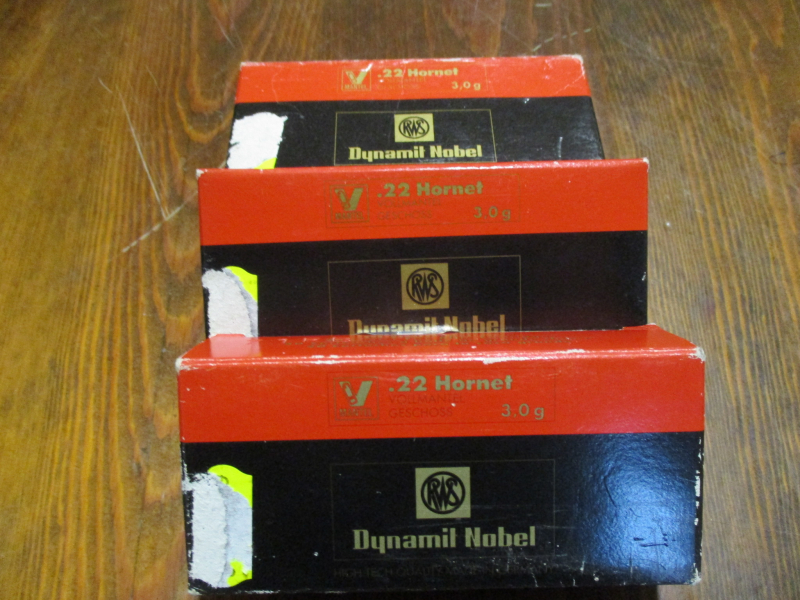 .22 Hornet
3,0 g
RWS
Dynamit Nobel
.22 Hornet
3,0 g
RWS
Dynamit Nobel
.22 Hornet
VOLLMANTEL
GESCHOSS
3,0 g
RWS
Dynamit Nobel